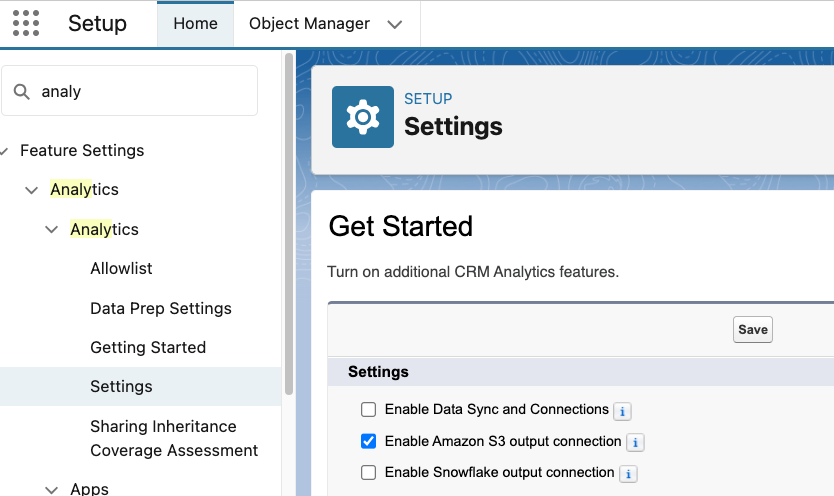 Setup
Home
Object Manager
analy
Feature Settings
Analytics
Analytics
Allowlist
Data Prep Settings
Getting Started
Settings
Sharing Inheritance
Coverage Assessment
Apps
SETUP
Settings
Get Started
Turn on additional CRM Analytics features.
Save
Settings
Enable Data Sync and Connections i
Enable Amazon S3 output connection i
Enable Snowflake output connection i